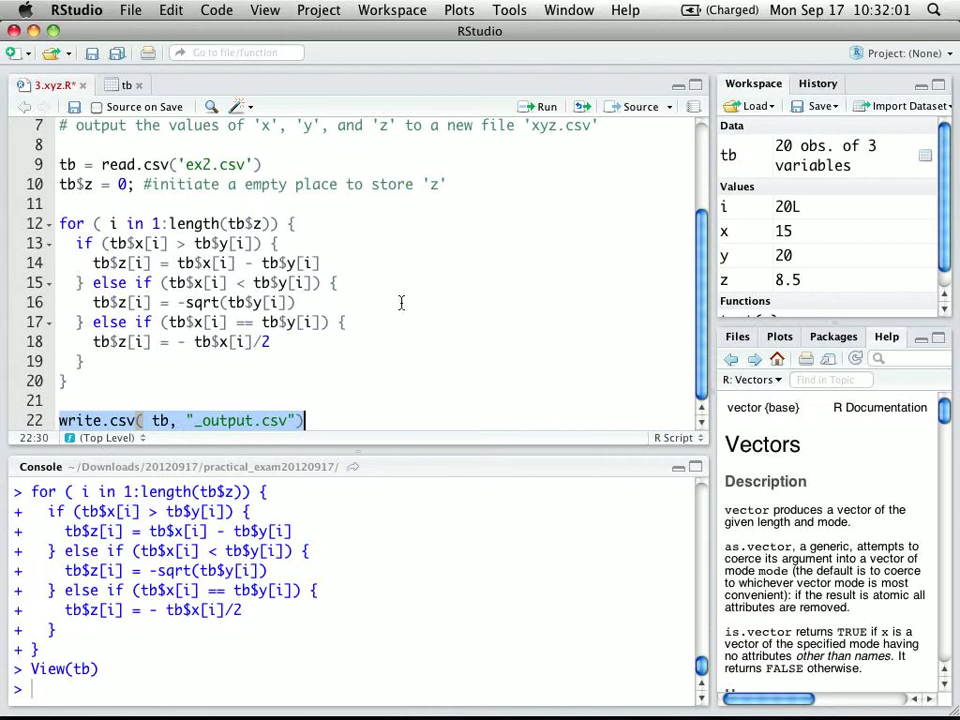 RStudio File Edit Code View Project Workspace Plots Tools Window Help (Charged) Mon Sep 17 10:32:01
RStudio
Go to file/function Project: (None)
3.xyz.R* tb
Source on Save Run Source
7 # output the values of 'x', 'y', and 'z' to a new file 'xyz.csv'
8
9 tb = read.csv('ex2.csv')
10 tb$z = 0; #initiate a empty place to store 'z'
11
12 for ( i in 1:length(tb$z)) {
13 if (tb$x[i] > tb$y[i]) {
14 tb$z[i] = tb$x[i] - tb$y[i]
15 } else if (tb$x[i] < tb$y[i]) {
16 tb$z[i] = -sqrt(tb$y[i])
17 } else if (tb$x[i] == tb$y[i]) {
18 tb$z[i] = - tb$x[i]/2
19 }
20 }
21
22 write.csv( tb, "_output.csv")
22:30 (Top Level) R Script
Console ~/Downloads/20120917/practical_exam20120917/
> for ( i in 1:length(tb$z)) {
+ if (tb$x[i] > tb$y[i]) {
+ tb$z[i] = tb$x[i] - tb$y[i]
+ } else if (tb$x[i] < tb$y[i]) {
+ tb$z[i] = -sqrt(tb$y[i])
+ } else if (tb$x[i] == tb$y[i]) {
+ tb$z[i] = - tb$x[i]/2
+ }
+ }
> View(tb)
>
Workspace History
Load Save Import Dataset
Data
tb 20 obs. of 3 variables
Values
i 20L
x 15
y 20
z 8.5
Functions
Files Plots Packages Help
R: Vectors Find in Topic
vector {base} R Documentation
Vectors
Description
vector produces a vector of the
given length and mode.
as.vector, a generic, attempts to
coerce its argument into a vector of
mode mode (the default is to coerce
to whichever vector mode is most
convenient): if the result is atomic all
attributes are removed.
is.vector returns TRUE if x is a
vector of the specified mode having
no attributes other than names. It
returns FALSE otherwise.